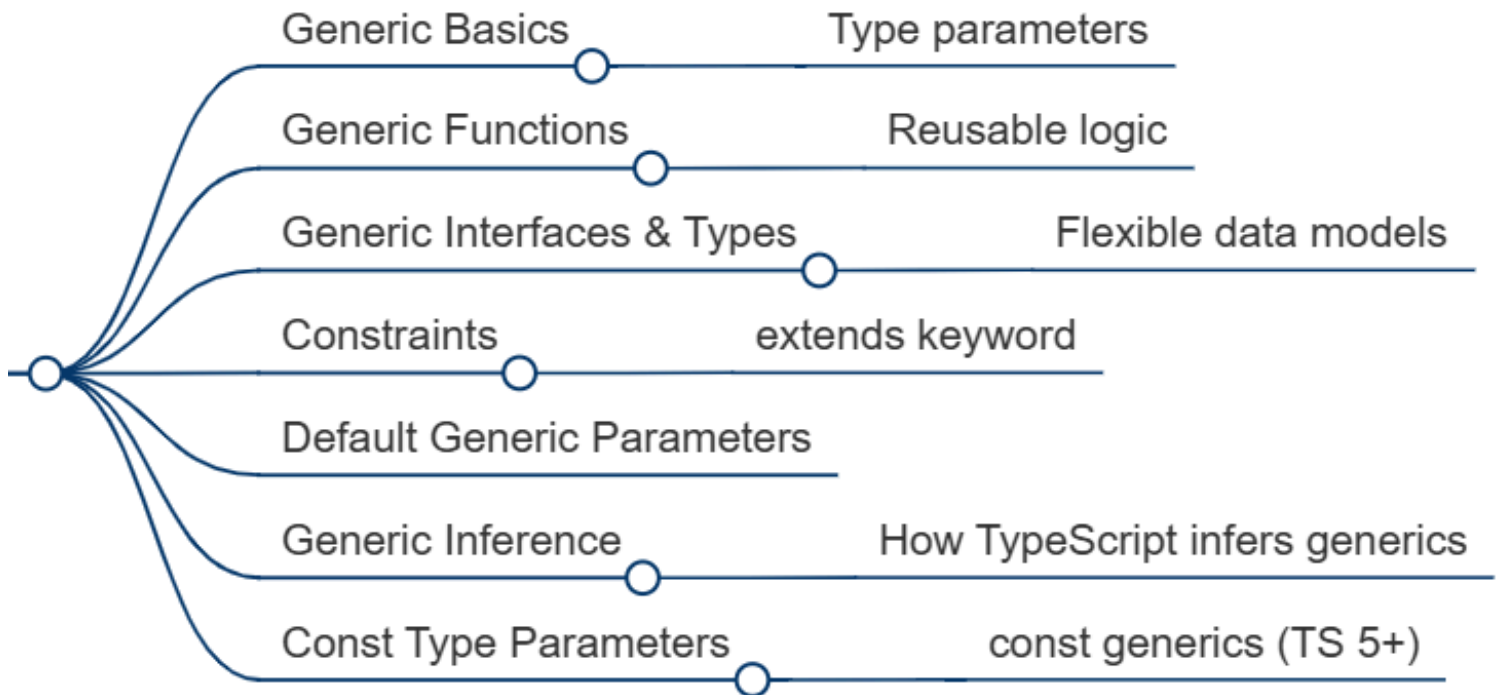 Generic Basics
Type parameters
Generic Functions
Reusable logic
Generic Interfaces & Types
Flexible data models
Constraints
extends keyword
Default Generic Parameters
Generic Inference
How TypeScript infers generics
Const Type Parameters
const generics (TS 5+)